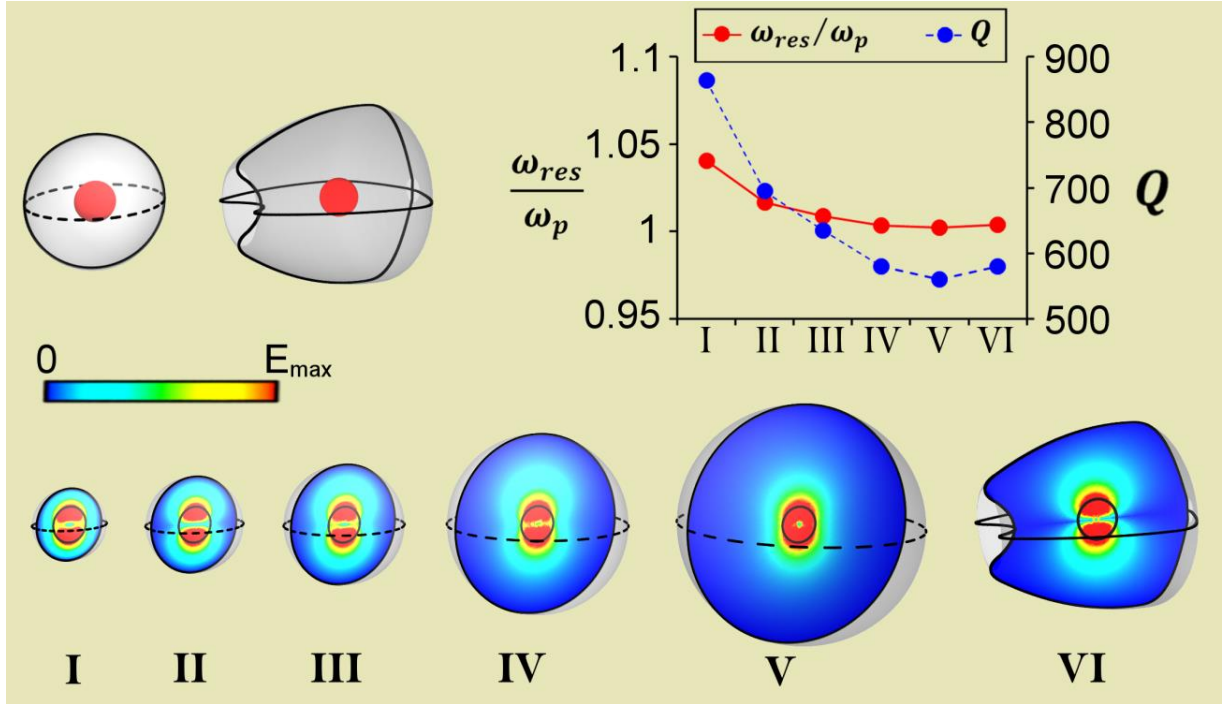 ω_res/ω_p Q
1.1
1.05
1
0.95
ω_res
ω_p
900
800
700
600
500
Q
I II III IV V VI
0 E_max
I II III IV V VI